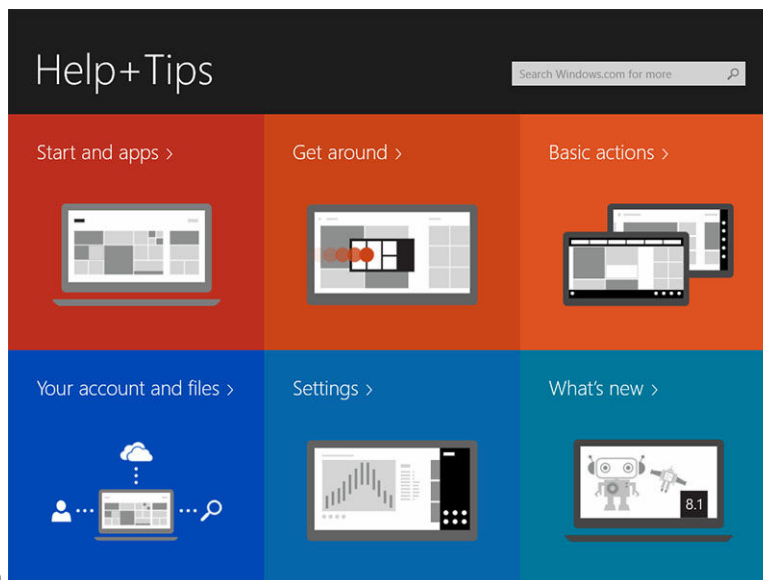 Help+Tips
Search Windows.com for more
Start and apps >
Get around >
Basic actions >
Your account and files >
Settings >
What's new >
8.1